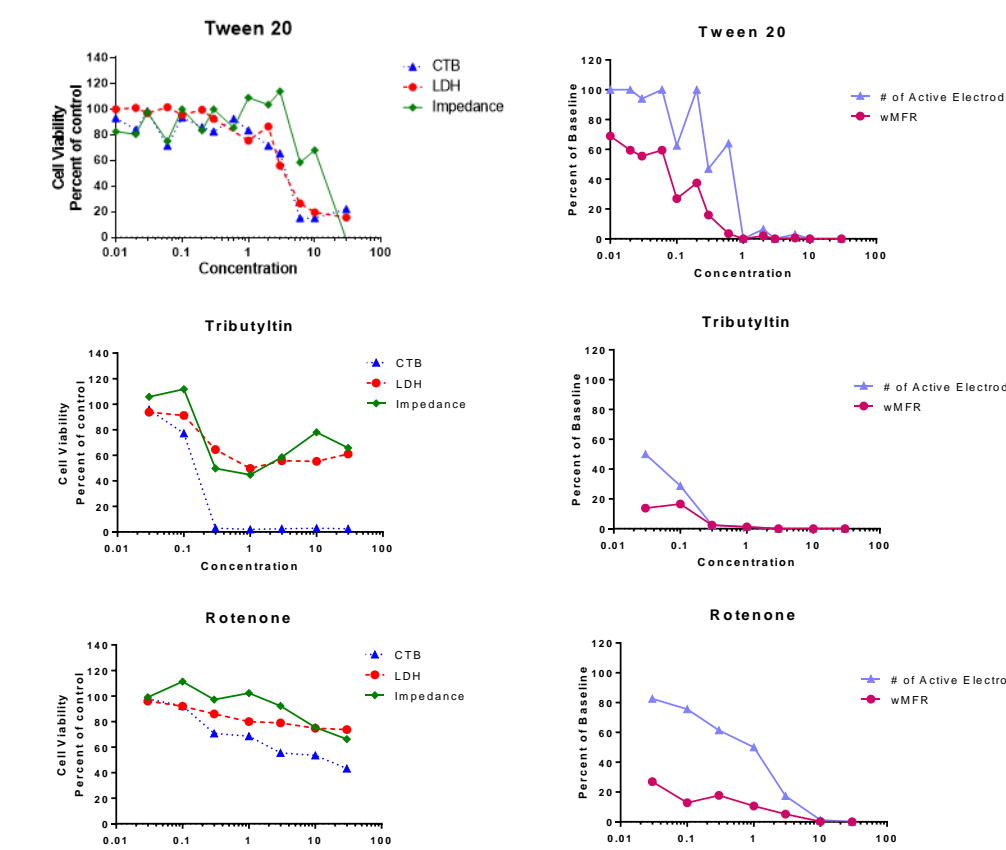 Tween 20
140
120
100
80
60
40
20
0
Cell Viability
Percent of control
0.01 0.1 1 10 100
Concentration
CTB
LDH
Impedance
Tween 20
120
100
80
60
40
20
0
Percent of Baseline
0.01 0.1 1 10 100
Concentration
# of Active Electrod
wMFR
Tributyltin
140
120
100
80
60
40
20
0
Cell Viability
Percent of control
0.01 0.1 1 10 100
Concentration
CTB
LDH
Impedance
Tributyltin
120
100
80
60
40
20
0
Percent of Baseline
0.01 0.1 1 10 100
Concentration
# of Active Electrod
wMFR
Rotenone
140
120
100
80
60
40
20
0
Cell Viability
Percent of control
0.01 0.1 1 10 100
CTB
LDH
Impedance
Rotenone
120
100
80
60
40
20
0
Percent of Baseline
0.01 0.1 1 10 100
# of Active Electro
wMFR